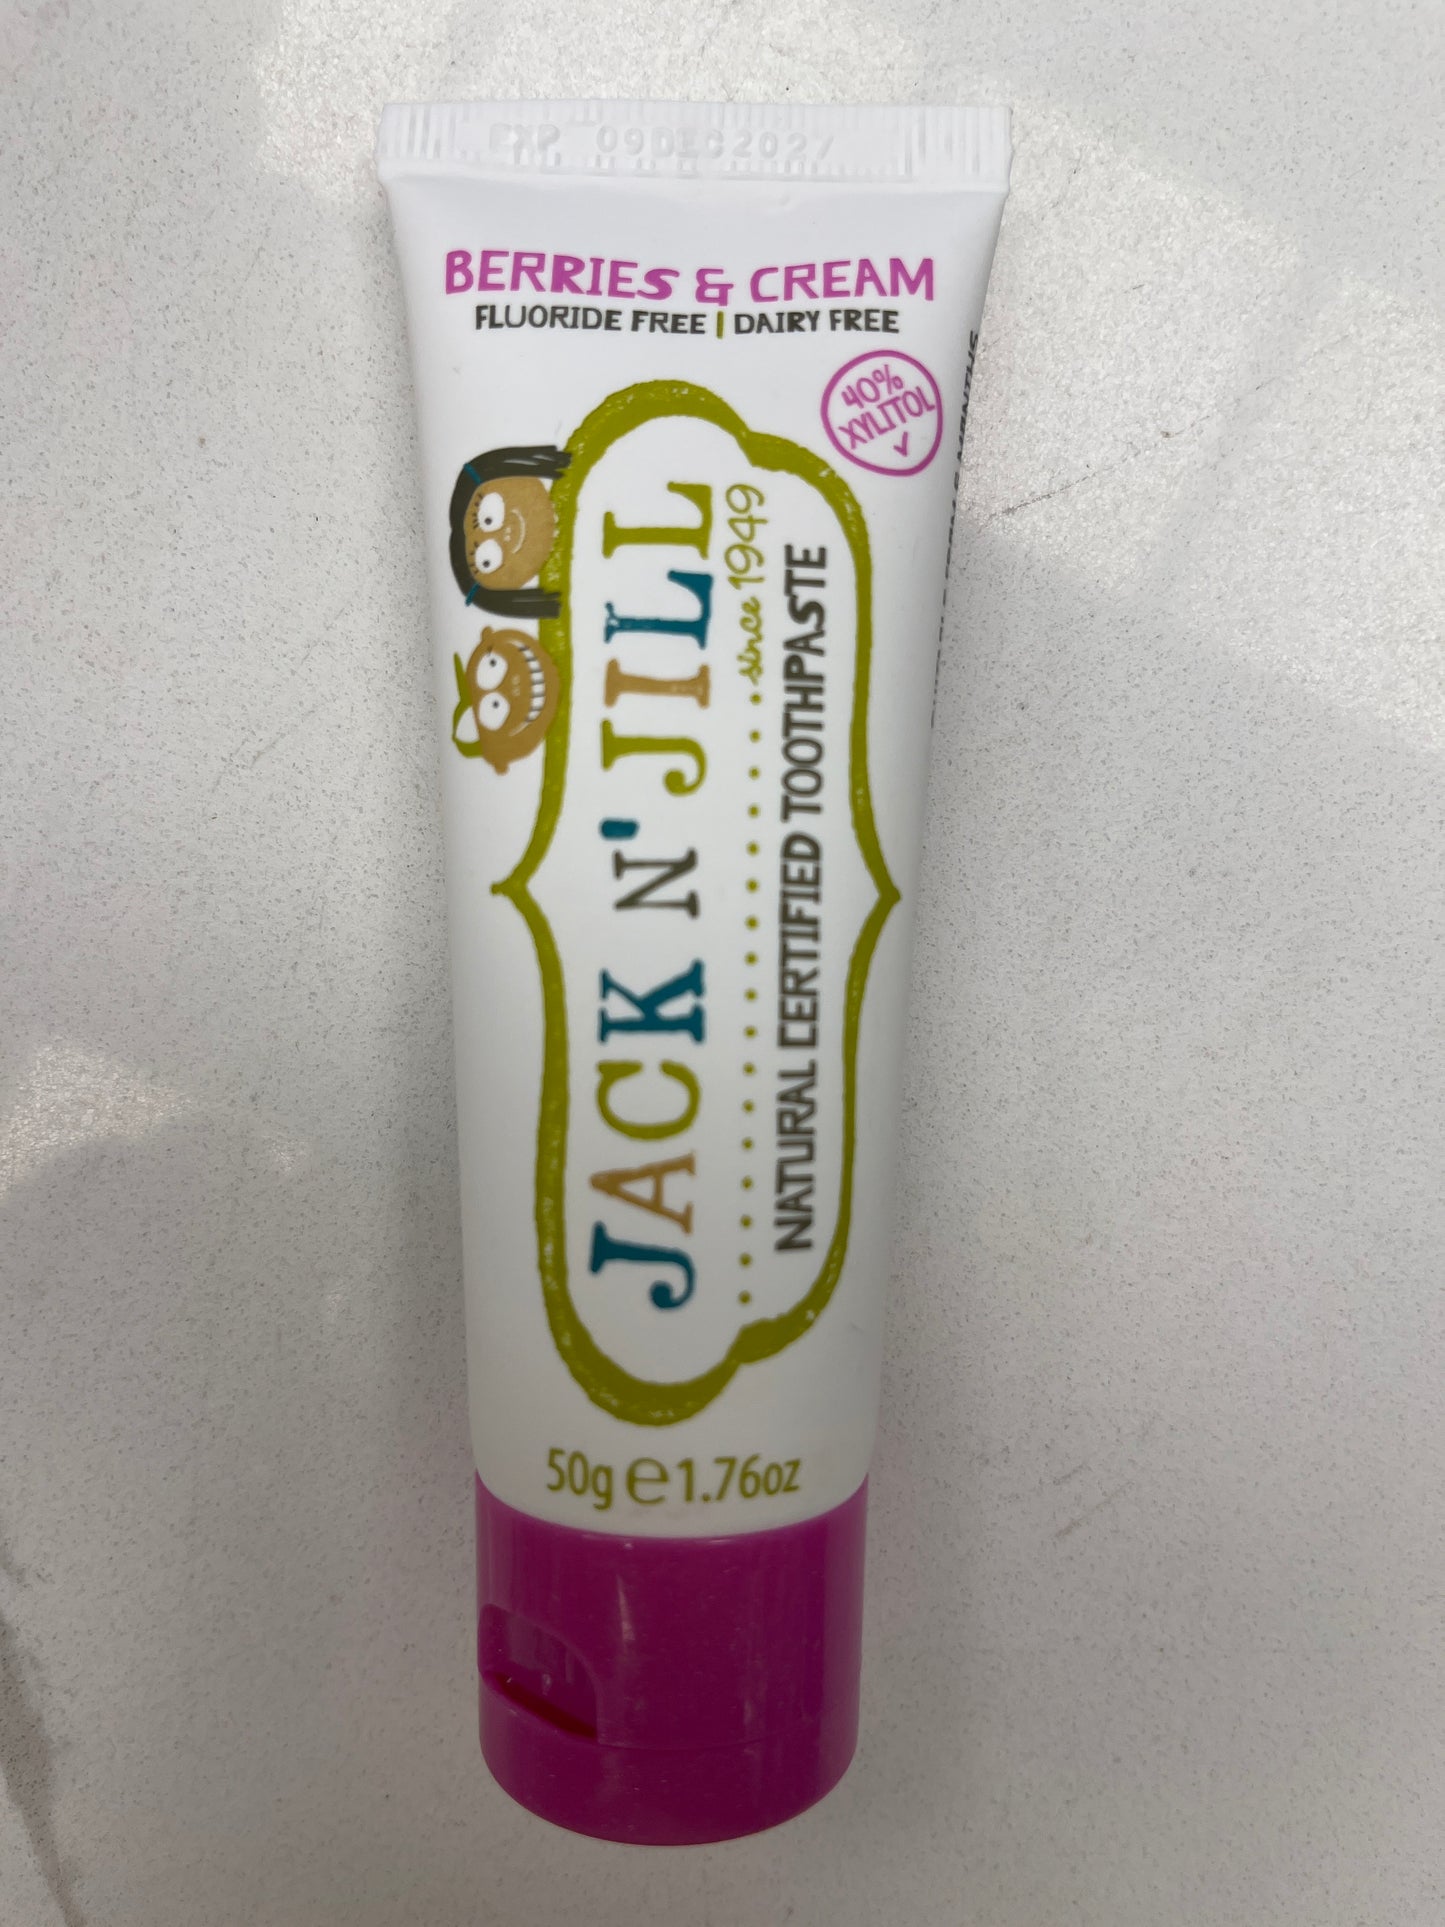 EXP 09DEC2027
BERRIES & CREAM
FLUORIDE FREE | DAIRY FREE
40%
XYLITOL
JACK N' JILL
since 1949
NATURAL CERTIFIED TOOTHPASTE
50g e 1.76oz